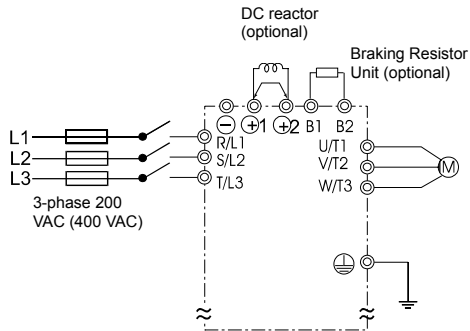 DC reactor
(optional)
Braking Resistor
Unit (optional)
− +1 +2 B1 B2
L1
L2
L3
R/L1
S/L2
T/L3
U/T1
V/T2
W/T3
M
3-phase 200
VAC (400 VAC)